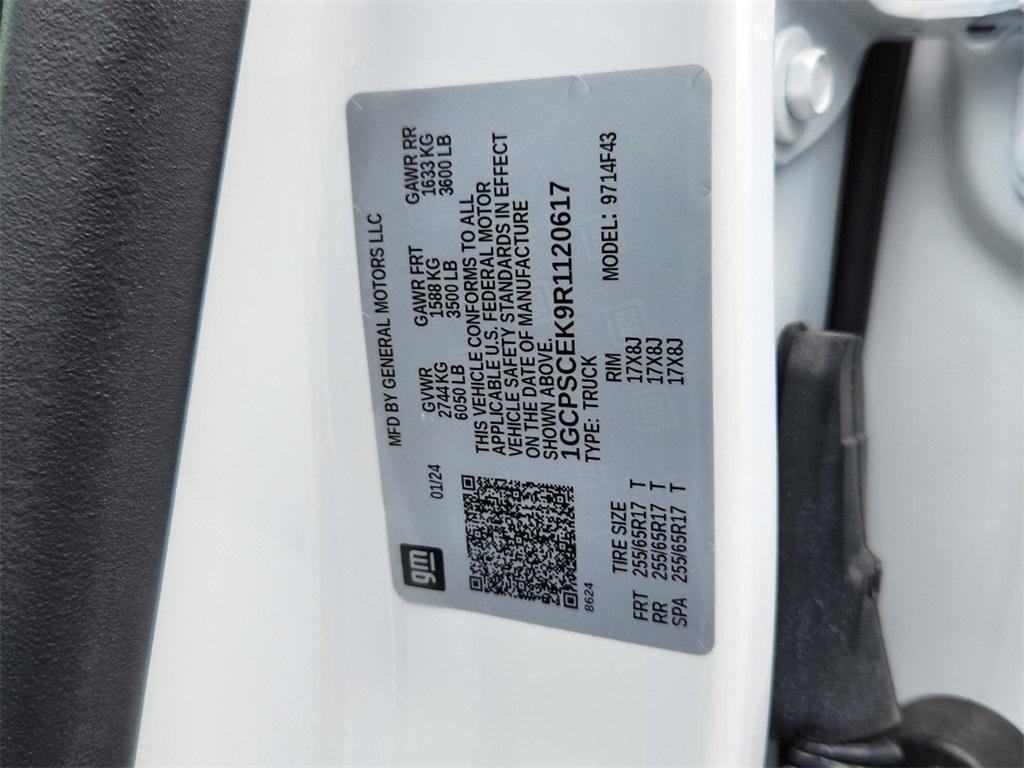 gm
01/24
MFD BY GENERAL MOTORS LLC
GVWR GAWR FRT GAWR RR
2744 KG 1588 KG 1633 KG
6050 LB 3500 LB 3600 LB
THIS VEHICLE CONFORMS TO ALL
APPLICABLE U.S. FEDERAL MOTOR
VEHICLE SAFETY STANDARDS IN EFFECT
ON THE DATE OF MANUFACTURE
SHOWN ABOVE.
1GCPSCEK9R1120617
TYPE: TRUCK MODEL: 9714F43
8624
TIRE SIZE RIM
FRT 255/65R17 T 17X8J
RR 255/65R17 T 17X8J
SPA 255/65R17 T 17X8J